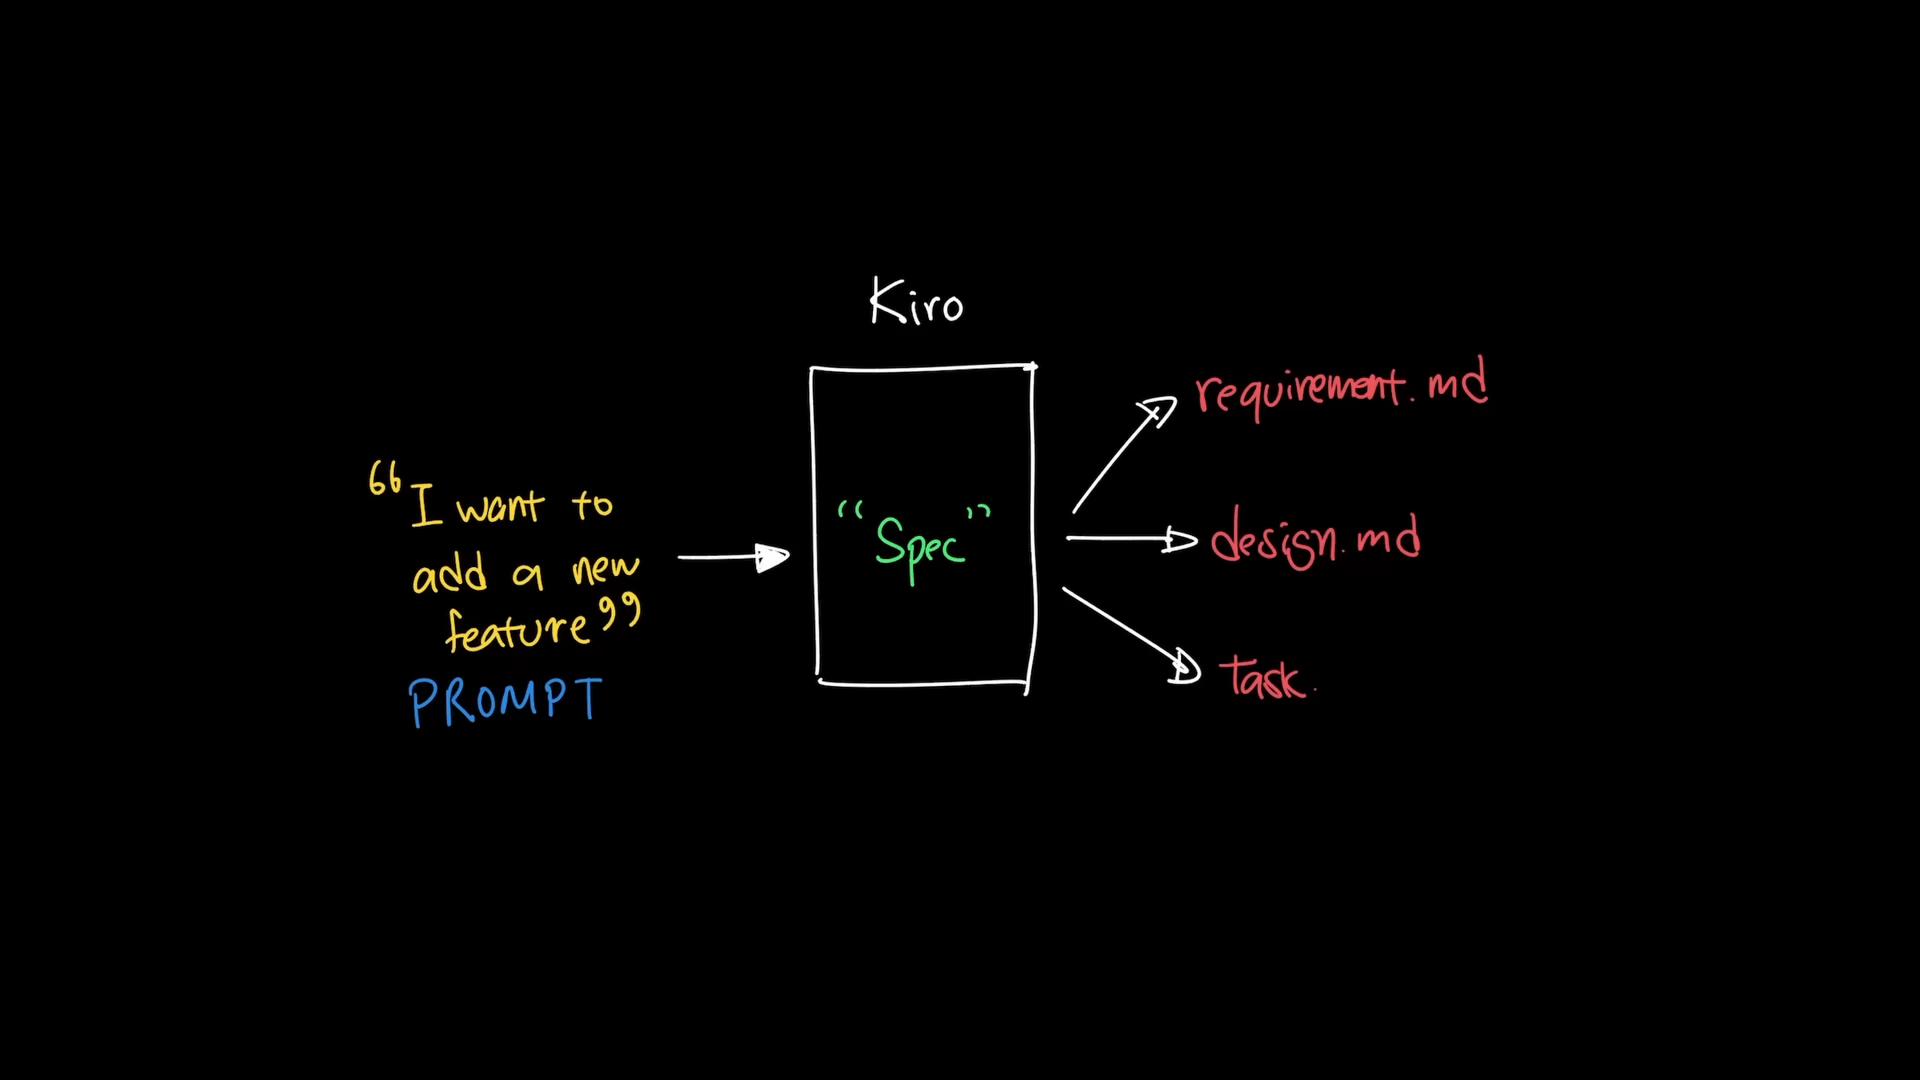 Kiro
“I want to
add a new
feature”
PROMPT
“Spec”
requirement.md
design.md
task.